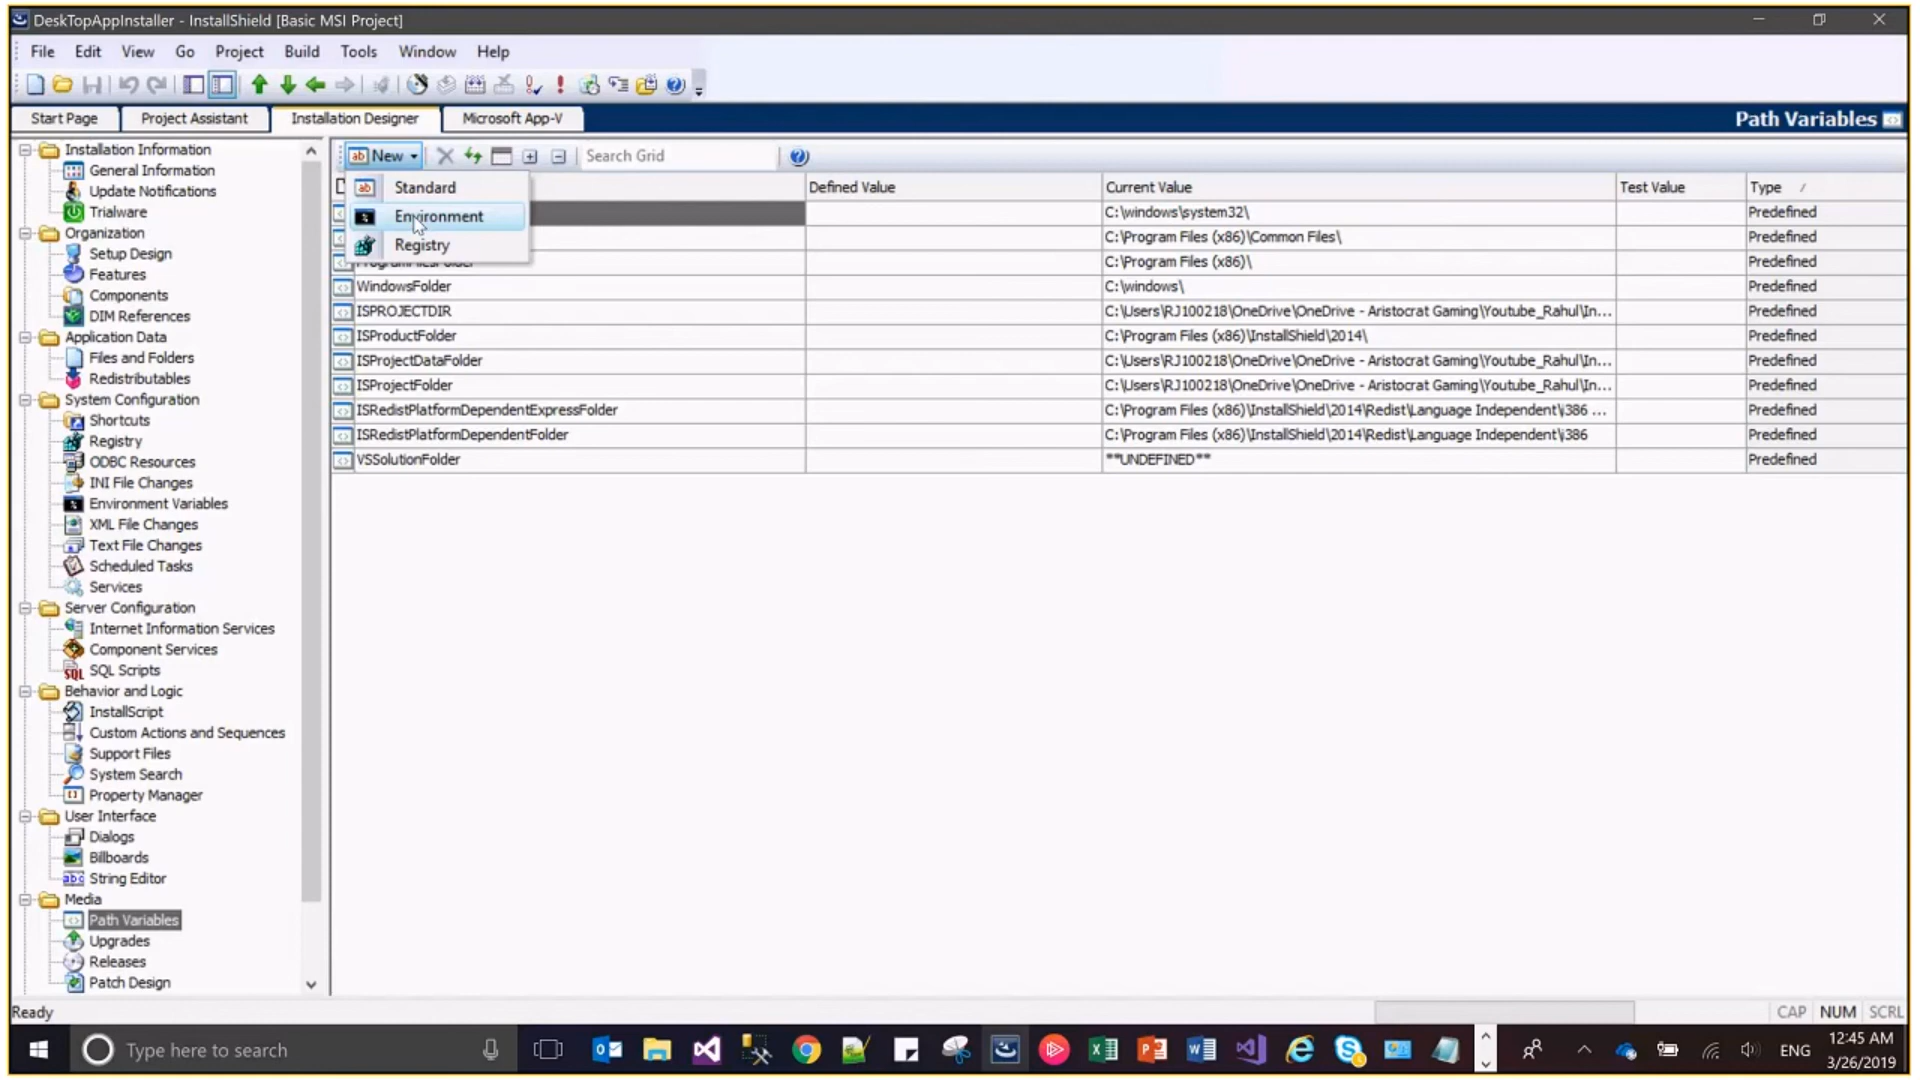 DeskTopAppInstaller - InstallShield [Basic MSI Project]
File Edit View Go Project Build Tools Window Help
Start Page Project Assistant Installation Designer Microsoft App-V Path Variables
Installation Information
General Information
Update Notifications
Trialware
Organization
Setup Design
Features
Components
DIM References
Application Data
Files and Folders
Redistributables
System Configuration
Shortcuts
Registry
ODBC Resources
INI File Changes
Environment Variables
XML File Changes
Text File Changes
Scheduled Tasks
Services
Server Configuration
Internet Information Services
Component Services
SQL Scripts
Behavior and Logic
InstallScript
Custom Actions and Sequences
Support Files
System Search
Property Manager
User Interface
Dialogs
Billboards
String Editor
Media
Path Variables
Upgrades
Releases
Patch Design
New Search Grid
Standard
Environment
Registry
Defined Value Current Value Test Value Type
C:\windows\system32\ Predefined
C:\Program Files (x86)\Common Files\ Predefined
C:\Program Files (x86)\ Predefined
WindowsFolder C:\windows\ Predefined
ISPROJECTDIR C:\Users\RJ100218\OneDrive\OneDrive - Aristocrat Gaming\Youtube_Rahul\In... Predefined
ISProductFolder C:\Program Files (x86)\InstallShield\2014\ Predefined
ISProjectDataFolder C:\Users\RJ100218\OneDrive\OneDrive - Aristocrat Gaming\Youtube_Rahul\In... Predefined
ISProjectFolder C:\Users\RJ100218\OneDrive\OneDrive - Aristocrat Gaming\Youtube_Rahul\In... Predefined
ISRedistPlatformDependentExpressFolder C:\Program Files (x86)\InstallShield\2014\Redist\Language Independent\i386 ... Predefined
ISRedistPlatformDependentFolder C:\Program Files (x86)\InstallShield\2014\Redist\Language Independent\i386 Predefined
VSSolutionFolder **UNDEFINED** Predefined
Ready CAP NUM SCRL
Type here to search ENG 12:45 AM
3/26/2019